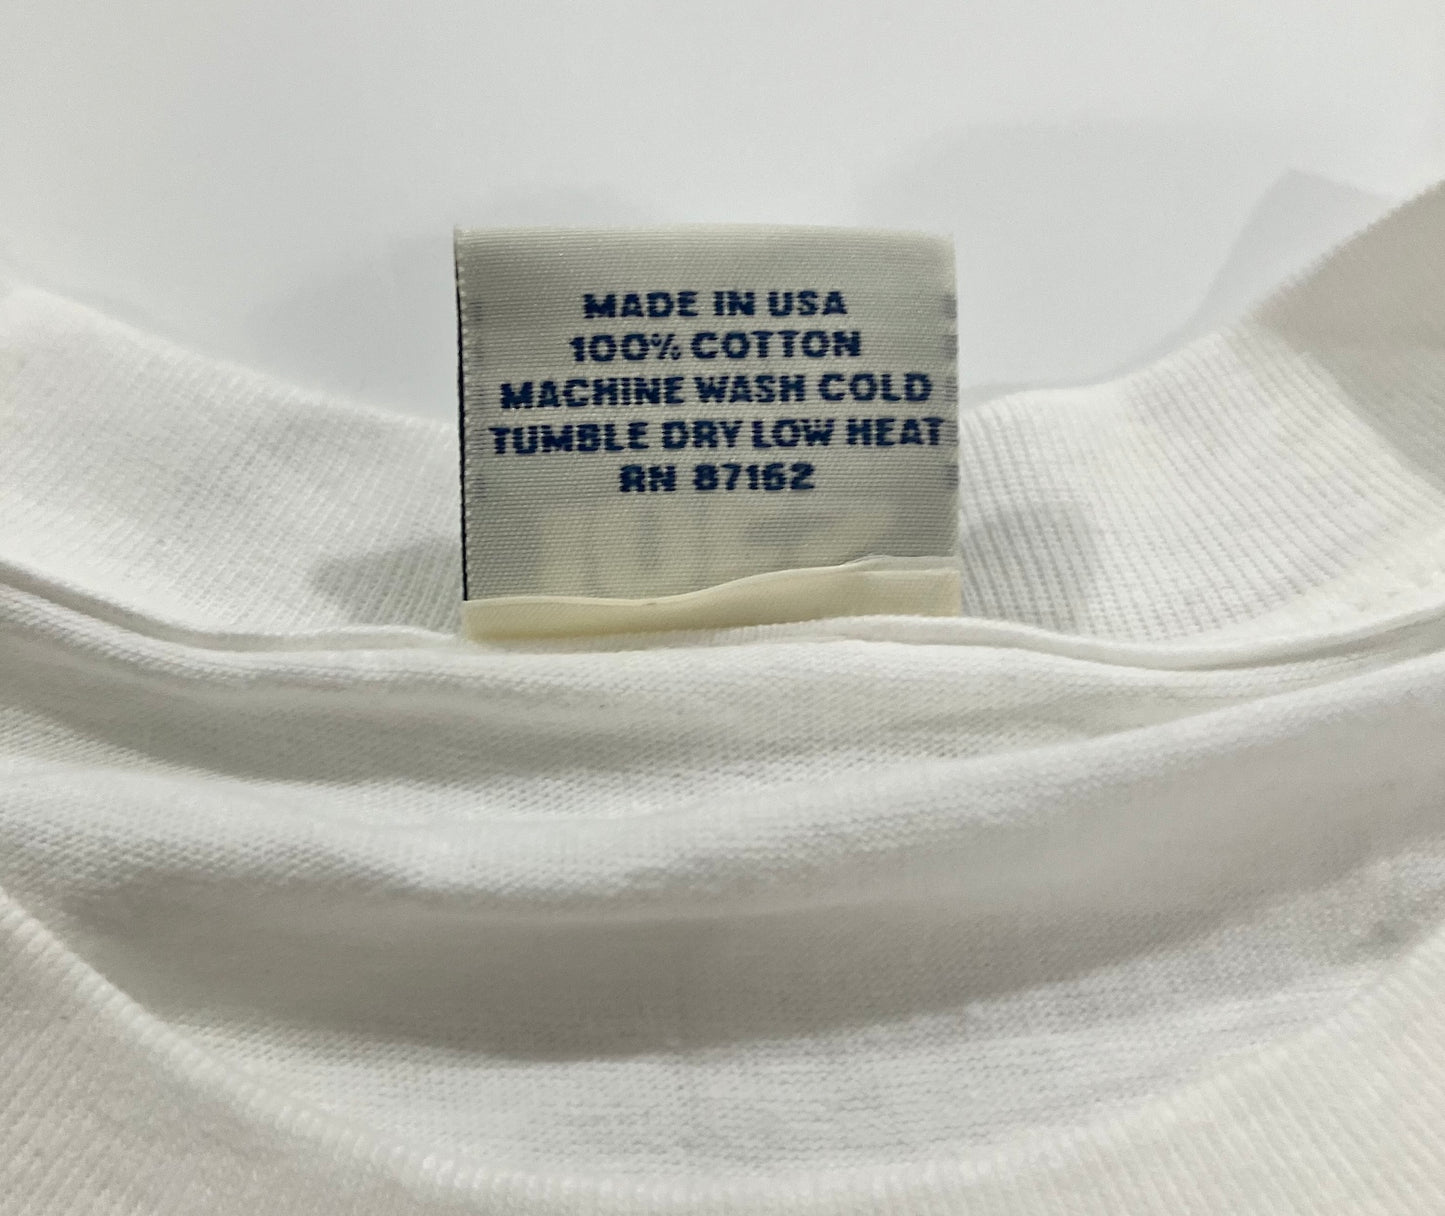 MADE IN USA
100% COTTON
MACHINE WASH COLD
TUMBLE DRY LOW HEAT
RN 87162